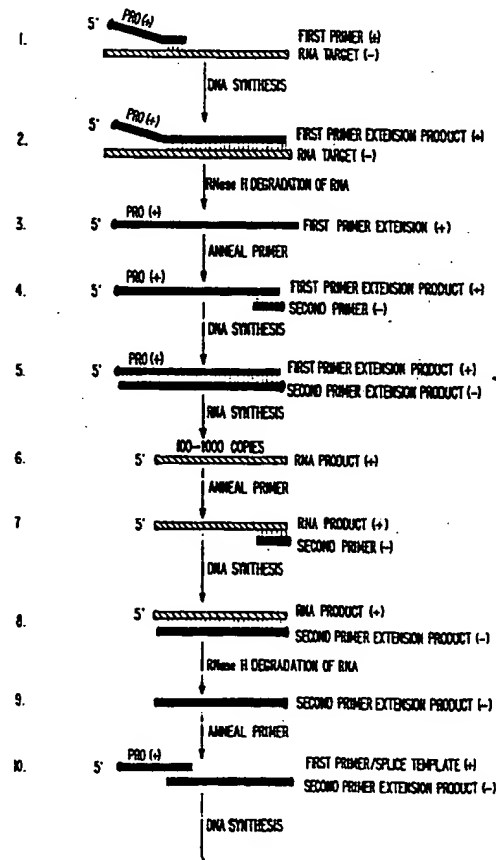 5' PRO (+)
1. FIRST PRIMER (+)
RNA TARGET (-)
DNA SYNTHESIS
5' PRO (+)
2. FIRST PRIMER EXTENSION PRODUCT (+)
RNA TARGET (-)
RNase H DEGRADATION OF RNA
PRO (+)
3. 5' FIRST PRIMER EXTENSION (+)
ANNEAL PRIMER
PRO (+)
4. 5' FIRST PRIMER EXTENSION PRODUCT (+)
SECOND PRIMER (-)
DNA SYNTHESIS
PRO (+)
5. 5' FIRST PRIMER EXTENSION PRODUCT (+)
SECOND PRIMER EXTENSION PRODUCT (-)
RNA SYNTHESIS
100-1000 COPIES
6. 5' RNA PRODUCT (+)
ANNEAL PRIMER
7 5' RNA PRODUCT (+)
SECOND PRIMER (-)
DNA SYNTHESIS
8. 5' RNA PRODUCT (+)
SECOND PRIMER EXTENSION PRODUCT (-)
RNase H DEGRADATION OF RNA
9. SECOND PRIMER EXTENSION PRODUCT (-)
ANNEAL PRIMER
PRO (+)
10. 5' FIRST PRIMER/SPLICE TEMPLATE (+)
SECOND PRIMER EXTENSION PRODUCT (-)
DNA SYNTHESIS